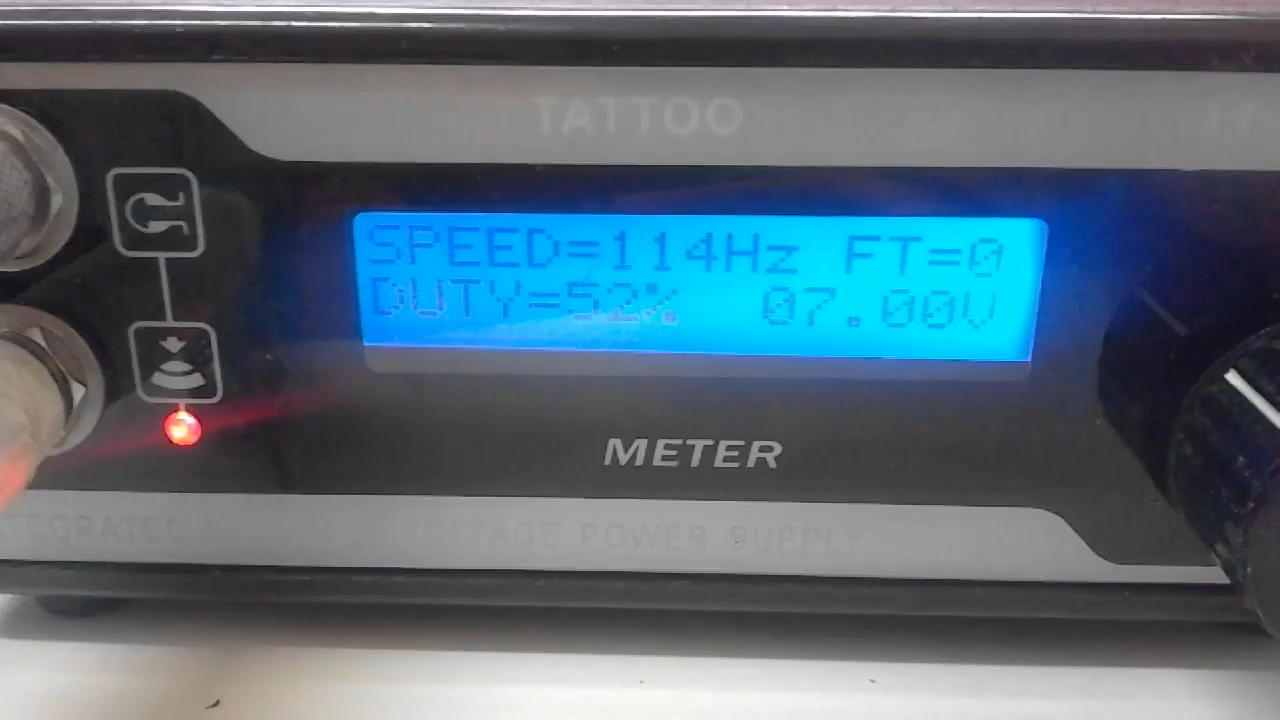 TATTOO
SPEED=114Hz FT=0
DUTY=52% 07.00V
METER
POWER SUPPLY